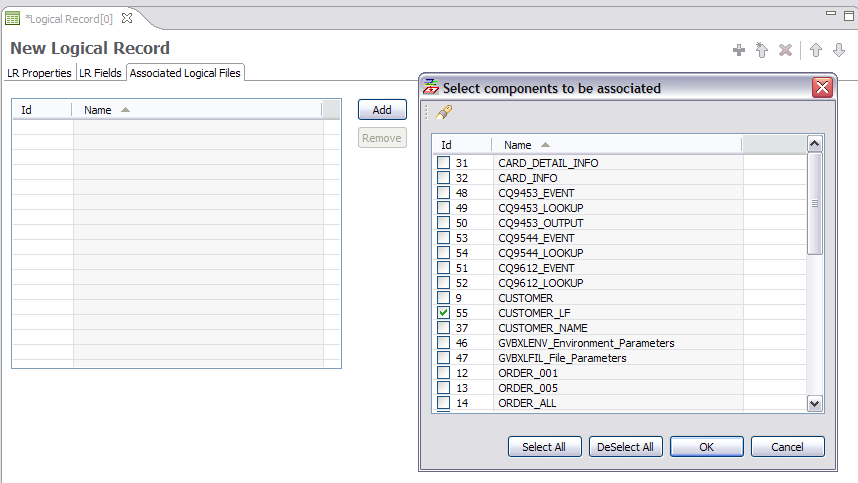 *Logical Record[0]
New Logical Record
LR Properties LR Fields Associated Logical Files
Id Name
Add
Remove
Select components to be associated
Id Name
31 CARD_DETAIL_INFO
32 CARD_INFO
48 CQ9453_EVENT
49 CQ9453_LOOKUP
50 CQ9453_OUTPUT
53 CQ9544_EVENT
54 CQ9544_LOOKUP
51 CQ9612_EVENT
52 CQ9612_LOOKUP
9 CUSTOMER
55 CUSTOMER_LF
37 CUSTOMER_NAME
46 GVBXLENV_Environment_Parameters
47 GVBXLFIL_File_Parameters
12 ORDER_001
13 ORDER_005
14 ORDER_ALL
Select All DeSelect All OK Cancel